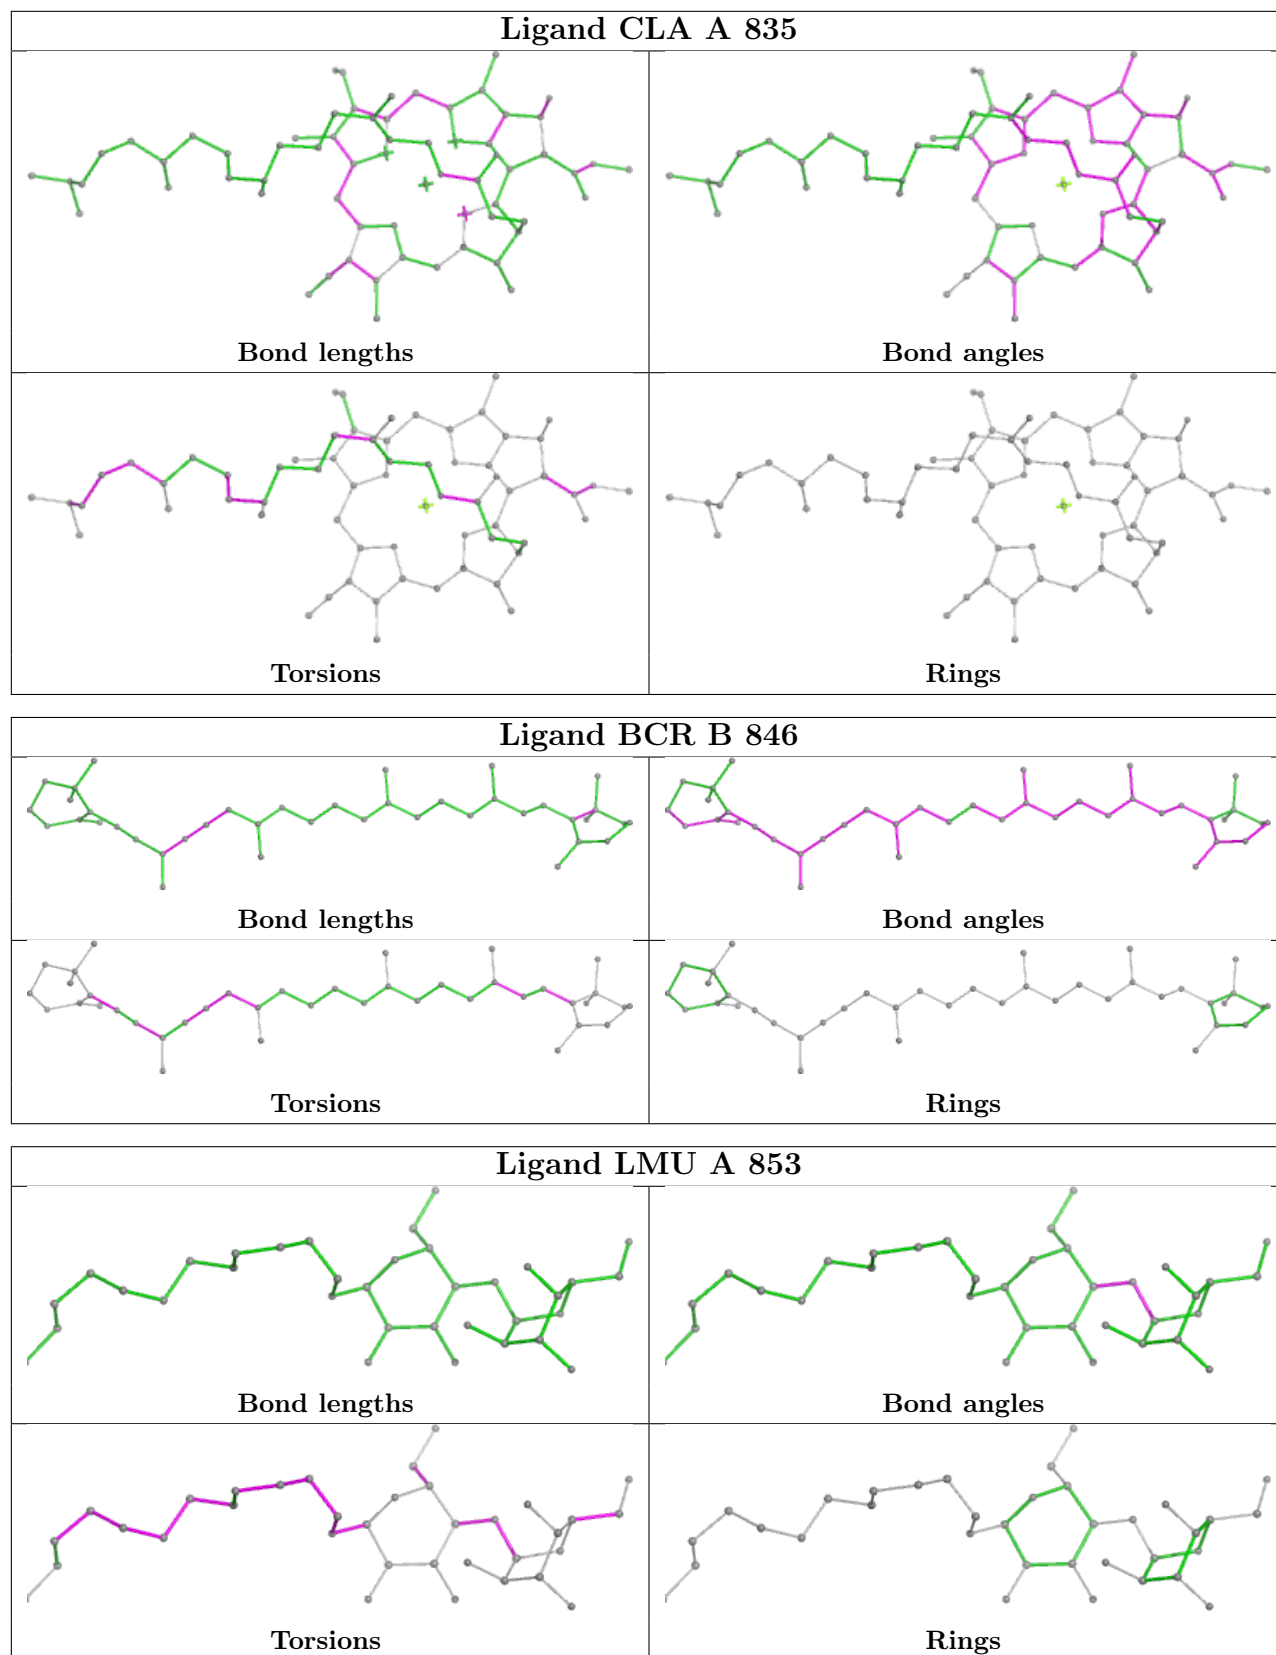 Ligand CLA A 835
Bond lengths
Bond angles
Torsions
Rings
Ligand BCR B 846
Bond lengths
Bond angles
Torsions
Rings
Ligand LMU A 853
Bond lengths
Bond angles
Torsions
Rings